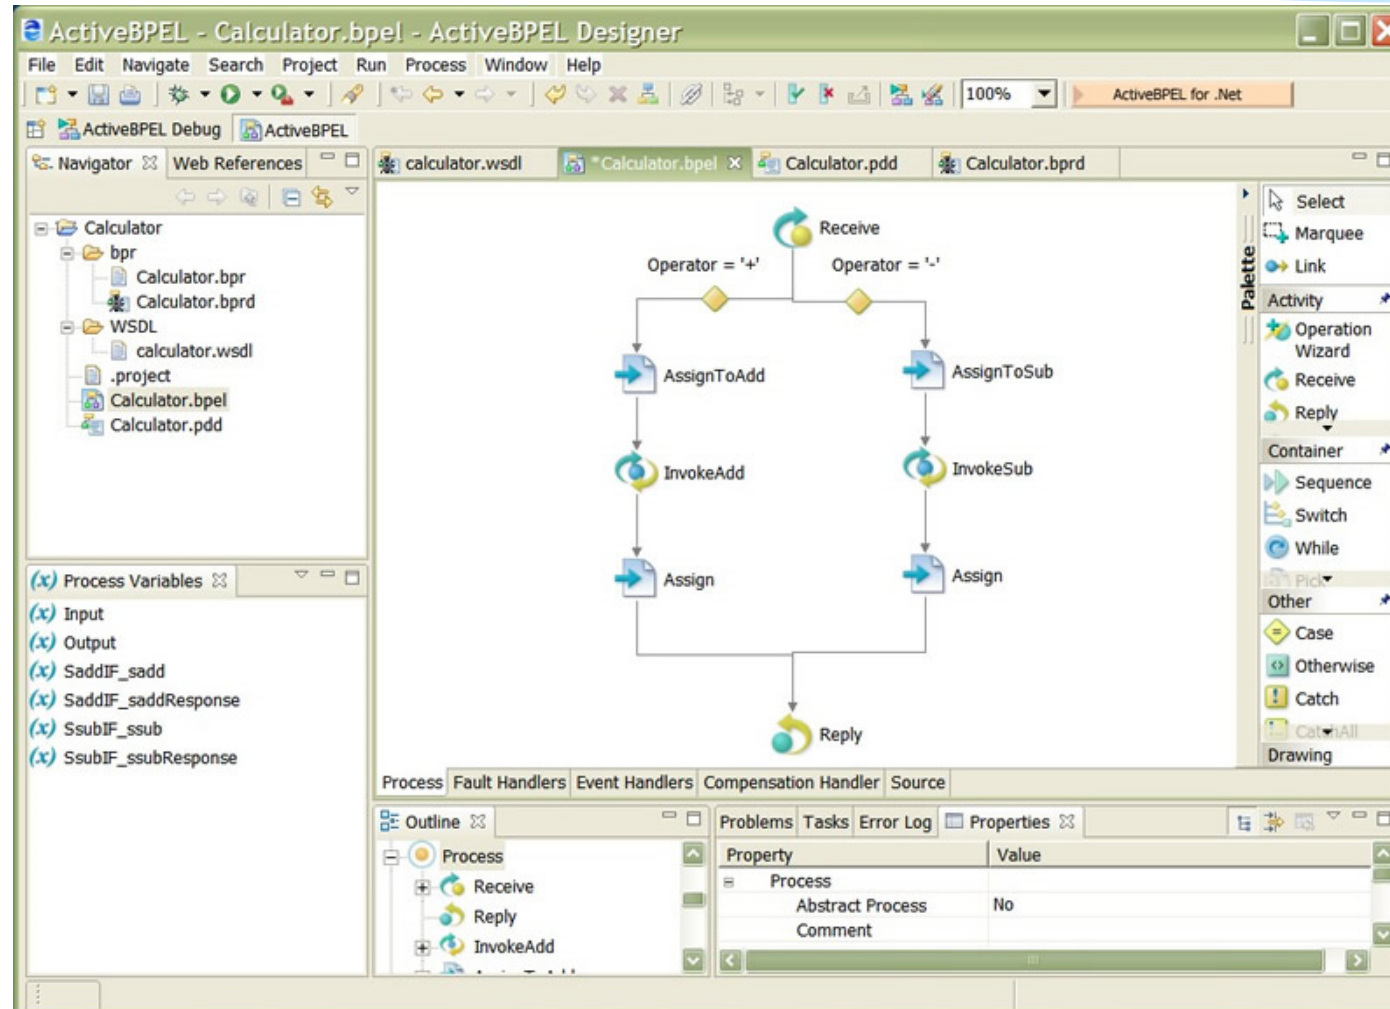 ActiveBPEL - Calculator.bpel - ActiveBPEL Designer
File Edit Navigate Search Project Run Process Window Help
100% ActiveBPEL for .Net
ActiveBPEL Debug ActiveBPEL
Navigator Web References
Calculator
bpr
Calculator.bpr
Calculator.bprd
WSDL
calculator.wsdl
.project
Calculator.bpel
Calculator.pdd
(x) Process Variables
(x) Input
(x) Output
(x) SaddIF_sadd
(x) SaddIF_saddResponse
(x) SsubIF_ssub
(x) SsubIF_ssubResponse
calculator.wsdl *Calculator.bpel Calculator.pdd Calculator.bprd
Receive
Operator = '+' Operator = '-'
AssignToAdd AssignToSub
InvokeAdd InvokeSub
Assign Assign
Reply
Process Fault Handlers Event Handlers Compensation Handler Source
Palette
Select
Marquee
Link
Activity
Operation
Wizard
Receive
Reply
Container
Sequence
Switch
While
Pick
Other
Case
Otherwise
Catch
CatchAll
Drawing
Outline
Process
Receive
Reply
InvokeAdd
Problems Tasks Error Log Properties
Property Value
Process
Abstract Process No
Comment